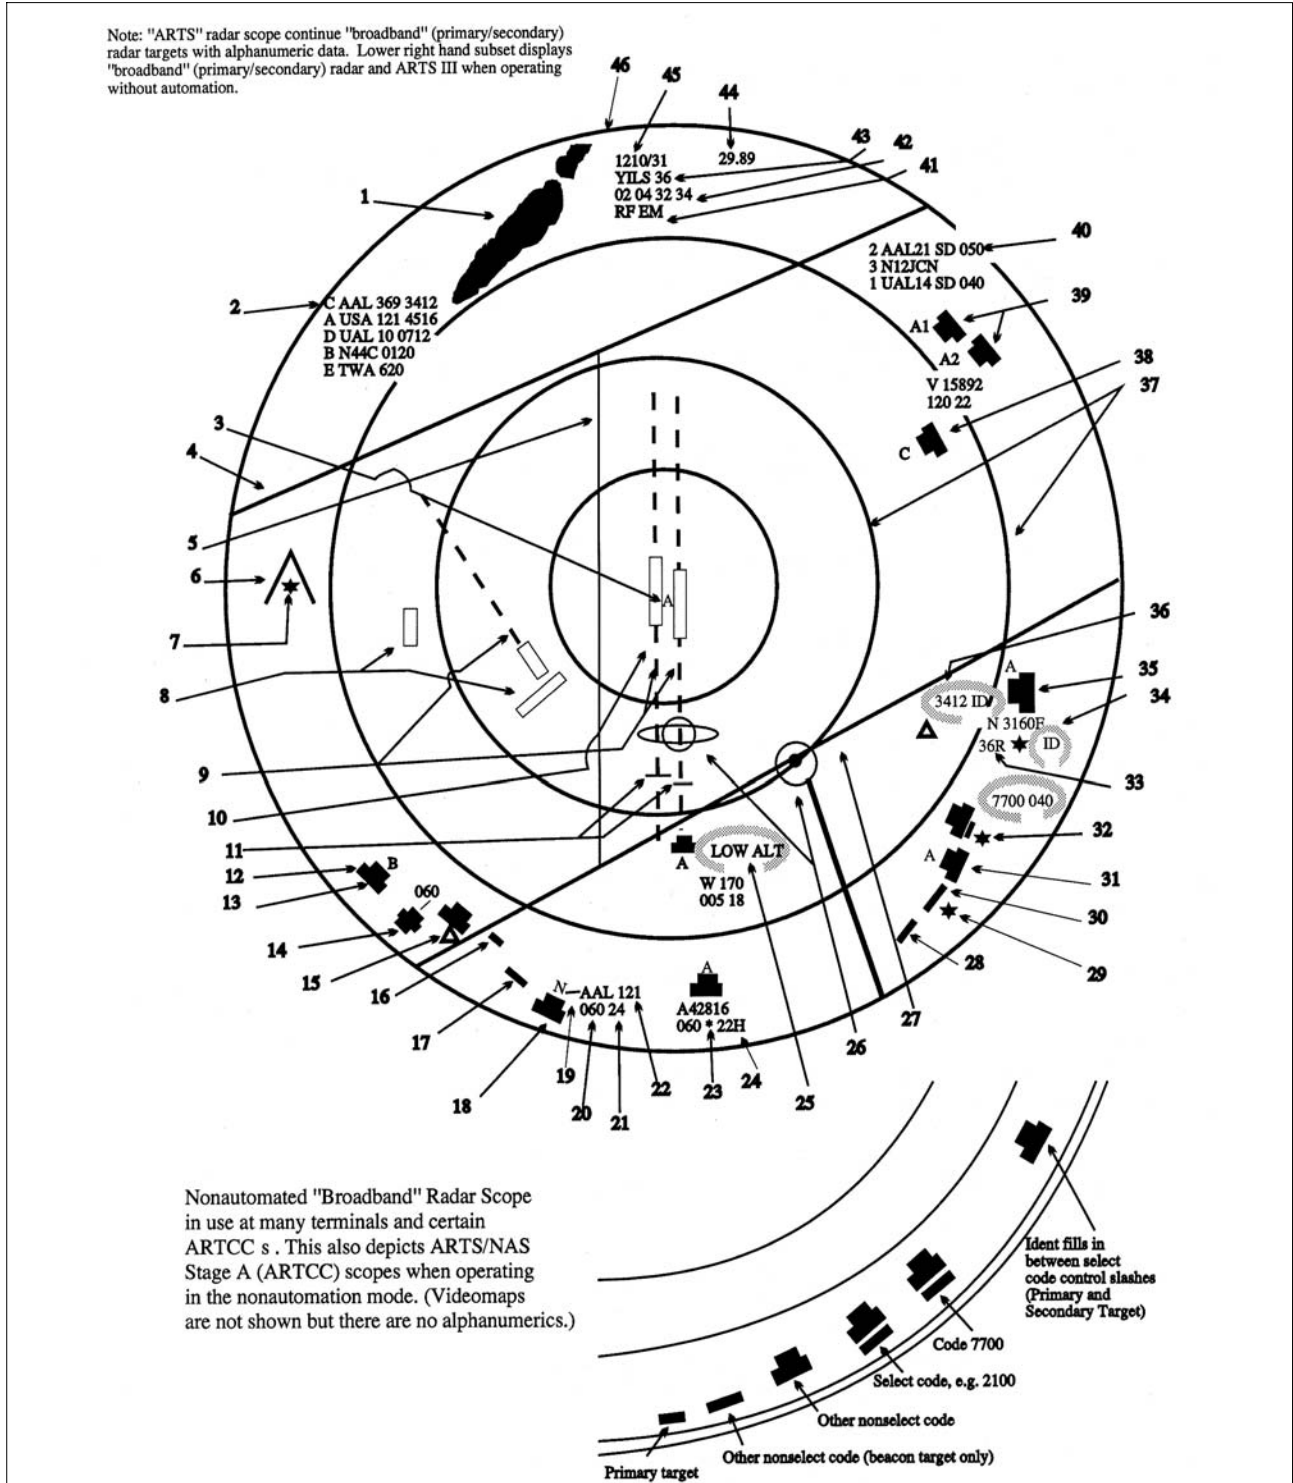 Note: "ARTS" radar scope continue "broadband" (primary/secondary)
radar targets with alphanumeric data. Lower right hand subset displays
"broadband" (primary/secondary) radar and ARTS III when operating
without automation.
46
45
44
43
42
41
1210/31
29.89
YILS 36
02 04 32 34
RF EM
1
40
2 AAL21 SD 050
3 N12JCN
1 UAL14 SD 040
2
C AAL 369 3412
A USA 121 4516
D UAL 10 0712
B N44C 0120
E TWA 620
39
A1
A2
38
V 15892
120 22
37
C
3
4
5
6
7
A
8
36
A
35
3412 ID
34
N 3160F
36R
ID
33
7700 040
9
10
11
32
A
LOW ALT
A
31
W 170
005 18
12
B
13
060
30
14
15
16
29
28
17
27
A
N
AAL 121
060 24
A42816
060 * 22H
26
18
19
20
21
22
23
24
25
Nonautomated "Broadband" Radar Scope
in use at many terminals and certain
ARTCC s . This also depicts ARTS/NAS
Stage A (ARTCC) scopes when operating
in the nonautomation mode. (Videomaps
are not shown but there are no alphanumerics.)
Ident fills in
between select
code control slashes
(Primary and
Secondary Target)
Code 7700
Select code, e.g. 2100
Other nonselect code
Other nonselect code (beacon target only)
Primary target